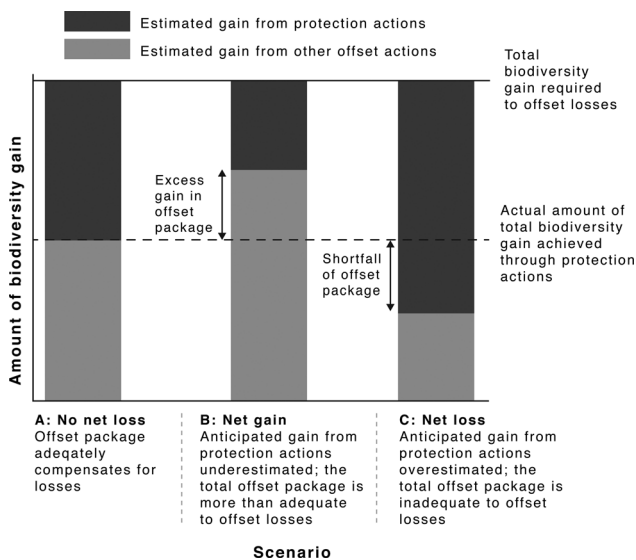 Estimated gain from protection actions
Estimated gain from other offset actions
Total
biodiversity
gain required
to offset losses
Amount of biodiversity gain
Excess
gain in
offset
package
Shortfall
of offset
package
Actual amount of
total biodiversity
gain achieved
through protection
actions
A: No net loss
Offset package
adeqately
compensates for
losses
B: Net gain
Anticipated gain from
protection actions
underestimated; the
total offset package is
more than adequate
to offset losses
C: Net loss
Anticipated gain from
protection actions
overestimated; the
total offset package is
inadequate to offset
losses
Scenario